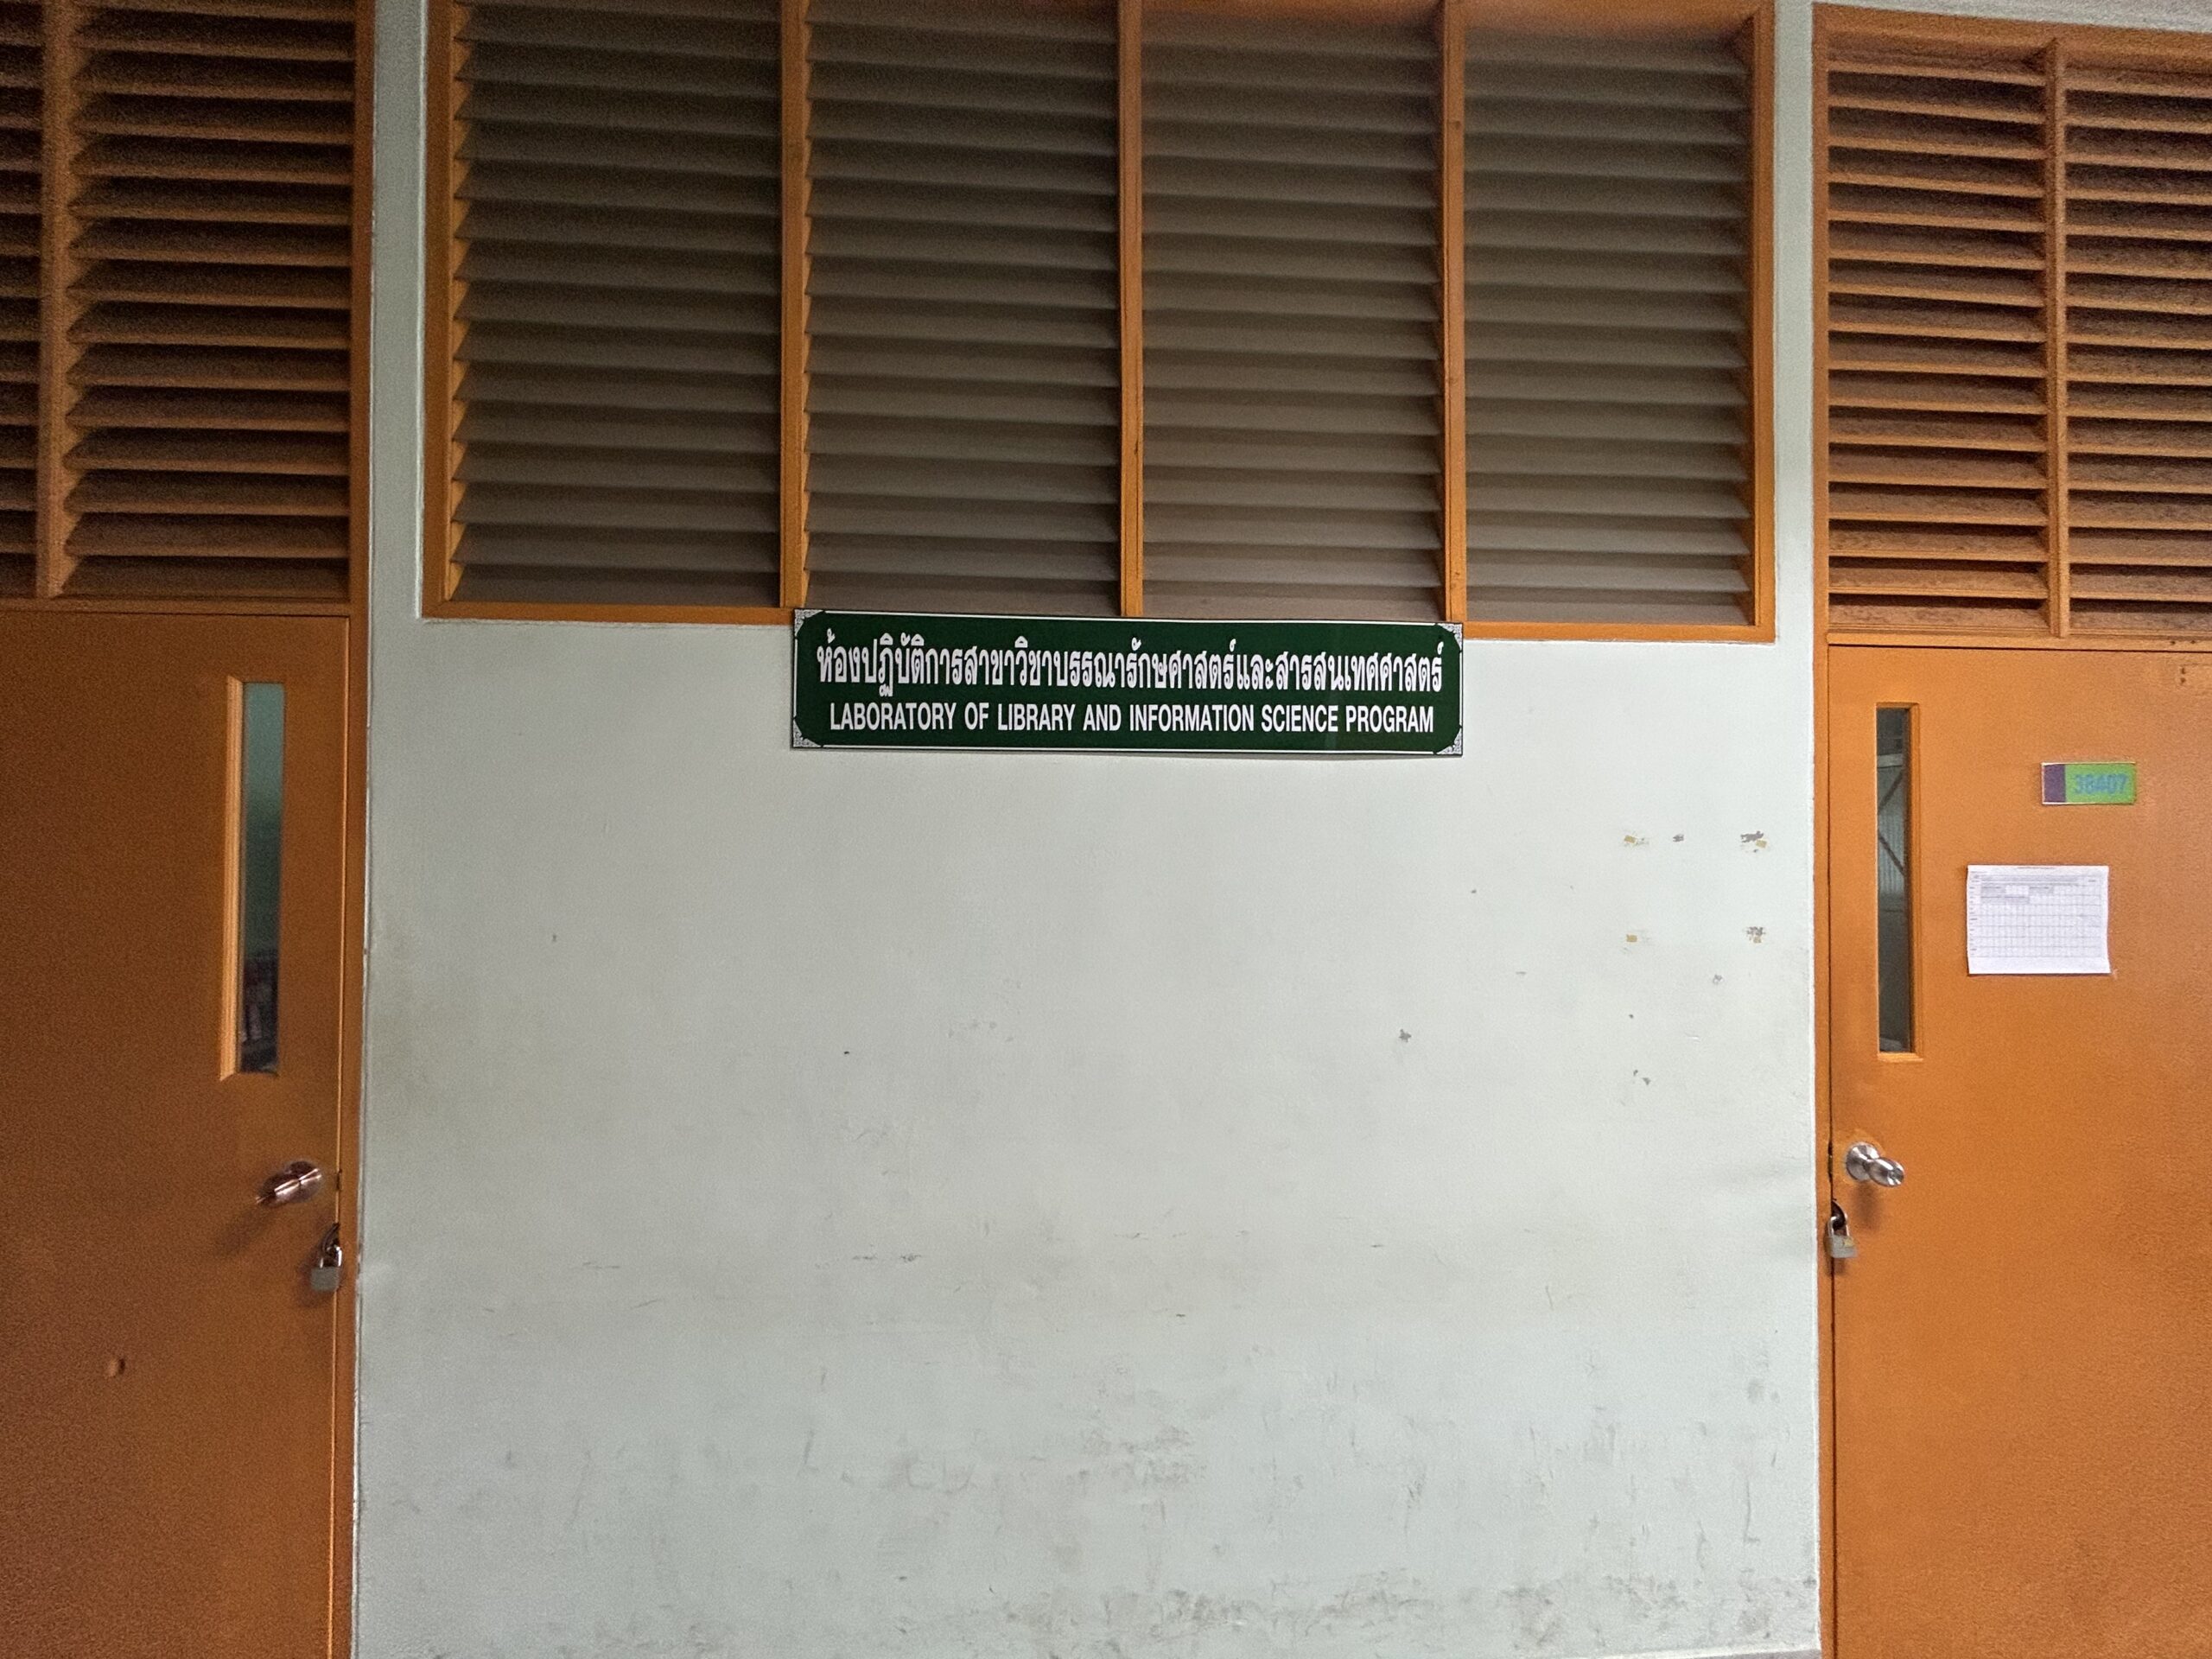 ห้องปฏิบัติการสาขาวิชาบรรณารักษศาสตร์และสารสนเทศศาสตร์
LABORATORY OF LIBRARY AND INFORMATION SCIENCE PROGRAM
38407